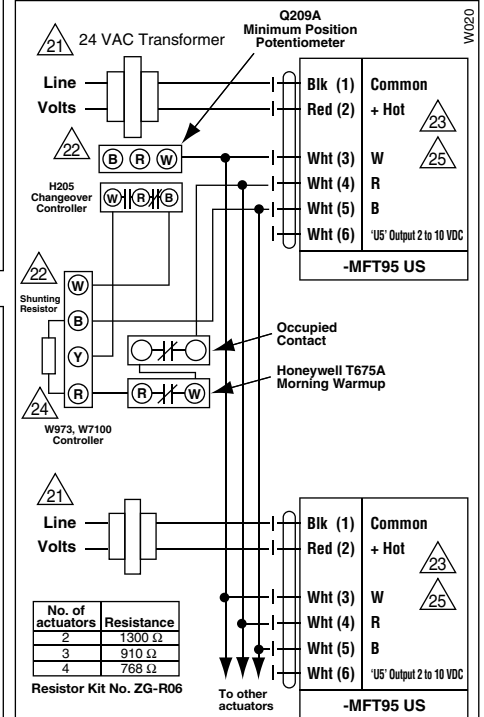 W020
Q209A
Minimum Position
Potentiometer
21 24 VAC Transformer
Line
Volts
Blk (1) Common
Red (2) + Hot
23
22
B R W
Wht (3) W
25
H205
Changeover
Controller
W R B
Wht (4) R
Wht (5) B
Wht (6) 'U5' Output 2 to 10 VDC
-MFT95 US
22
Shunting
Resistor
W
B
Y
R
24
W973, W7100
Controller
Occupied
Contact
Honeywell T675A
Morning Warmup
R W
21
Line
Volts
Blk (1) Common
Red (2) + Hot
23
Wht (3) W
25
Wht (4) R
Wht (5) B
Wht (6) 'U5' Output 2 to 10 VDC
-MFT95 US
No. of
actuators Resistance
2 1300 Ω
3 910 Ω
4 768 Ω
Resistor Kit No. ZG-R06
To other
actuators